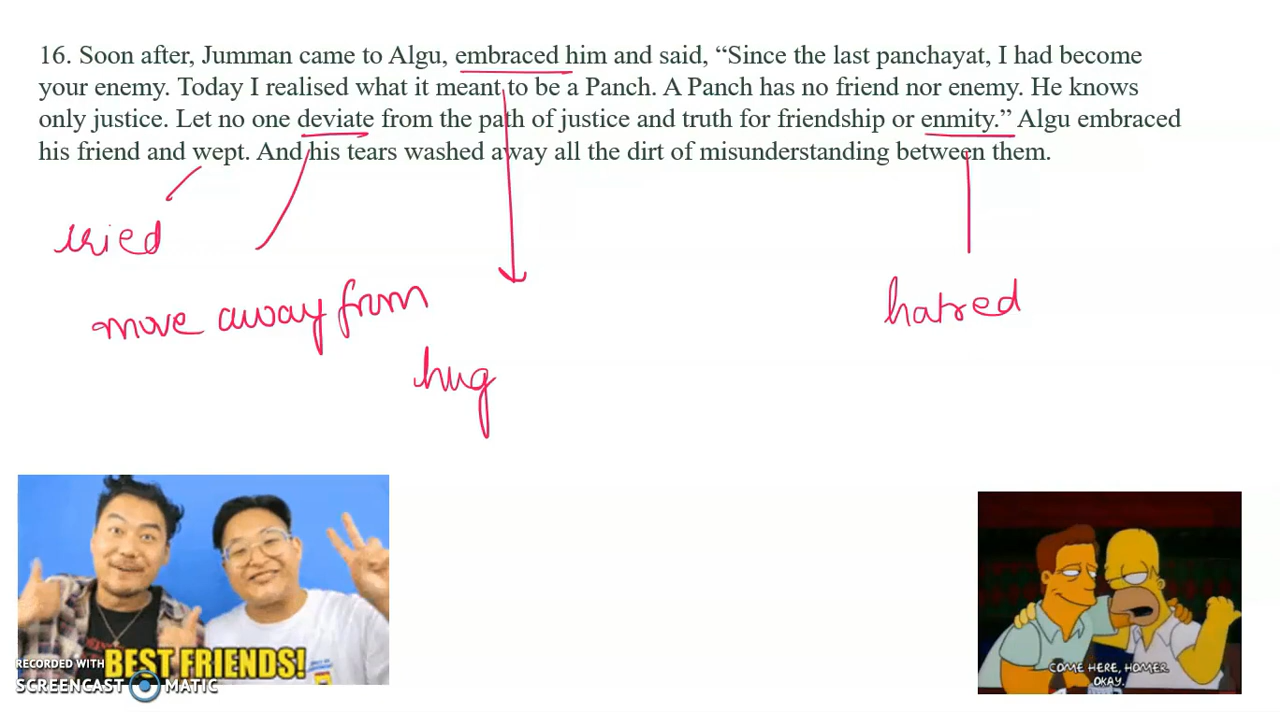 16. Soon after, Jumman came to Algu, embraced him and said, “Since the last panchayat, I had become
your enemy. Today I realised what it meant to be a Panch. A Panch has no friend nor enemy. He knows
only justice. Let no one deviate from the path of justice and truth for friendship or enmity.” Algu embraced
his friend and wept. And his tears washed away all the dirt of misunderstanding between them.
cried
move away from
hug
hatred
BEST FRIENDS!
RECORDED WITH
SCREENCAST MATIC
COME HERE, HOMER
OKAY.